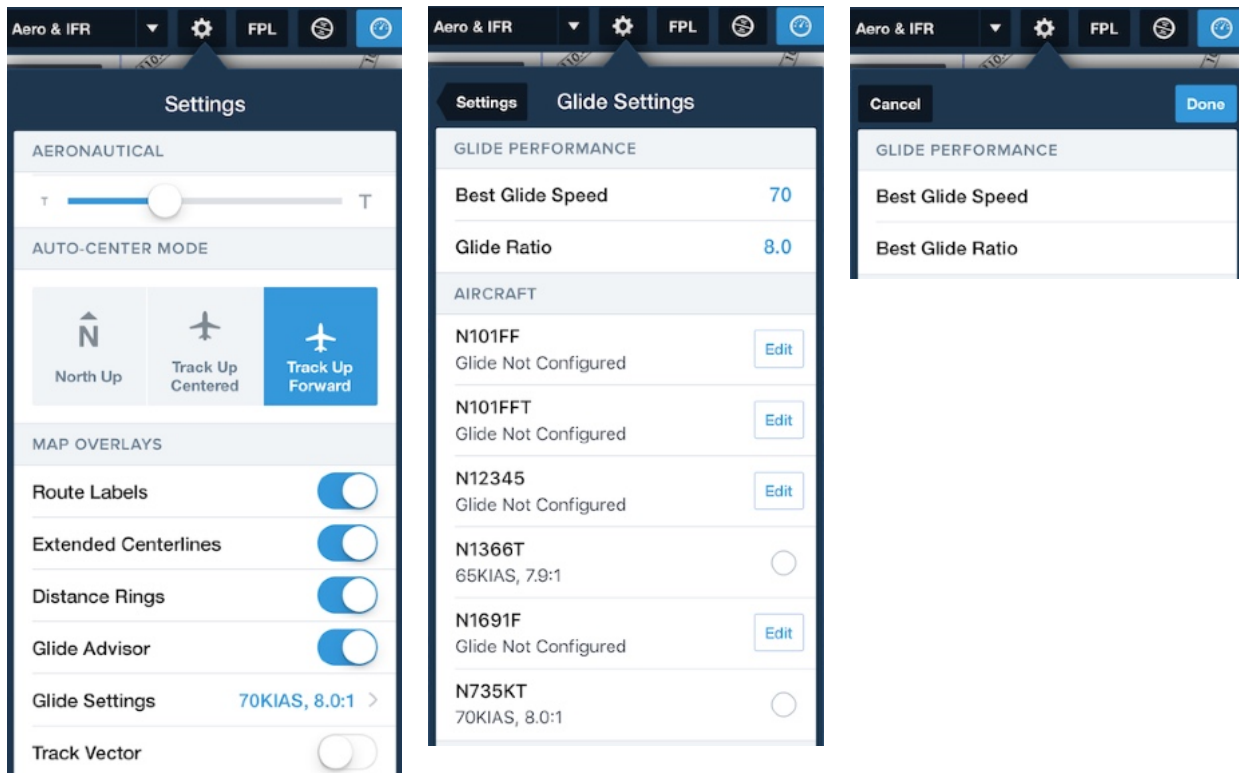 Aero & IFR FPL
Settings
AERONAUTICAL
T T
AUTO-CENTER MODE
N
North Up
Track Up
Centered
Track Up
Forward
MAP OVERLAYS
Route Labels
Extended Centerlines
Distance Rings
Glide Advisor
Glide Settings 70KIAS, 8.0:1
Track Vector
Aero & IFR FPL
Settings Glide Settings
GLIDE PERFORMANCE
Best Glide Speed 70
Glide Ratio 8.0
AIRCRAFT
N101FF
Glide Not Configured Edit
N101FFT
Glide Not Configured Edit
N12345
Glide Not Configured Edit
N1366T
65KIAS, 7.9:1
N1691F
Glide Not Configured Edit
N735KT
70KIAS, 8.0:1
Aero & IFR FPL
Cancel Done
GLIDE PERFORMANCE
Best Glide Speed
Best Glide Ratio